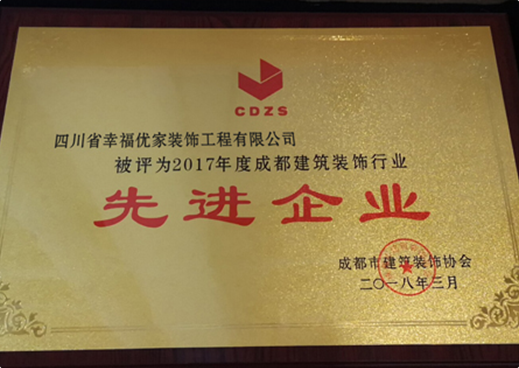 CDZS
四川省幸福优家装饰工程有限公司
被评为2017年度成都建筑装饰行业
先进企业
成都市建筑装饰协会
二〇一八年三月